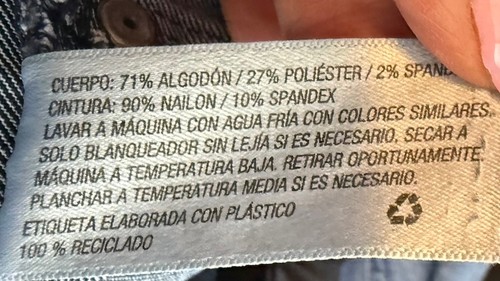 CUERPO: 71% ALGODÓN / 27% POLIÉSTER / 2% SPAND
CINTURA: 90% NAILON / 10% SPANDEX
LAVAR A MÁQUINA CON AGUA FRÍA CON COLORES SIMILARES.
SOLO BLANQUEADOR SIN LEJÍA SI ES NECESARIO. SECAR A
MÁQUINA A TEMPERATURA BAJA. RETIRAR OPORTUNAMENTE.
PLANCHAR A TEMPERATURA MEDIA SI ES NECESARIO.
ETIQUETA ELABORADA CON PLÁSTICO
100 % RECICLADO